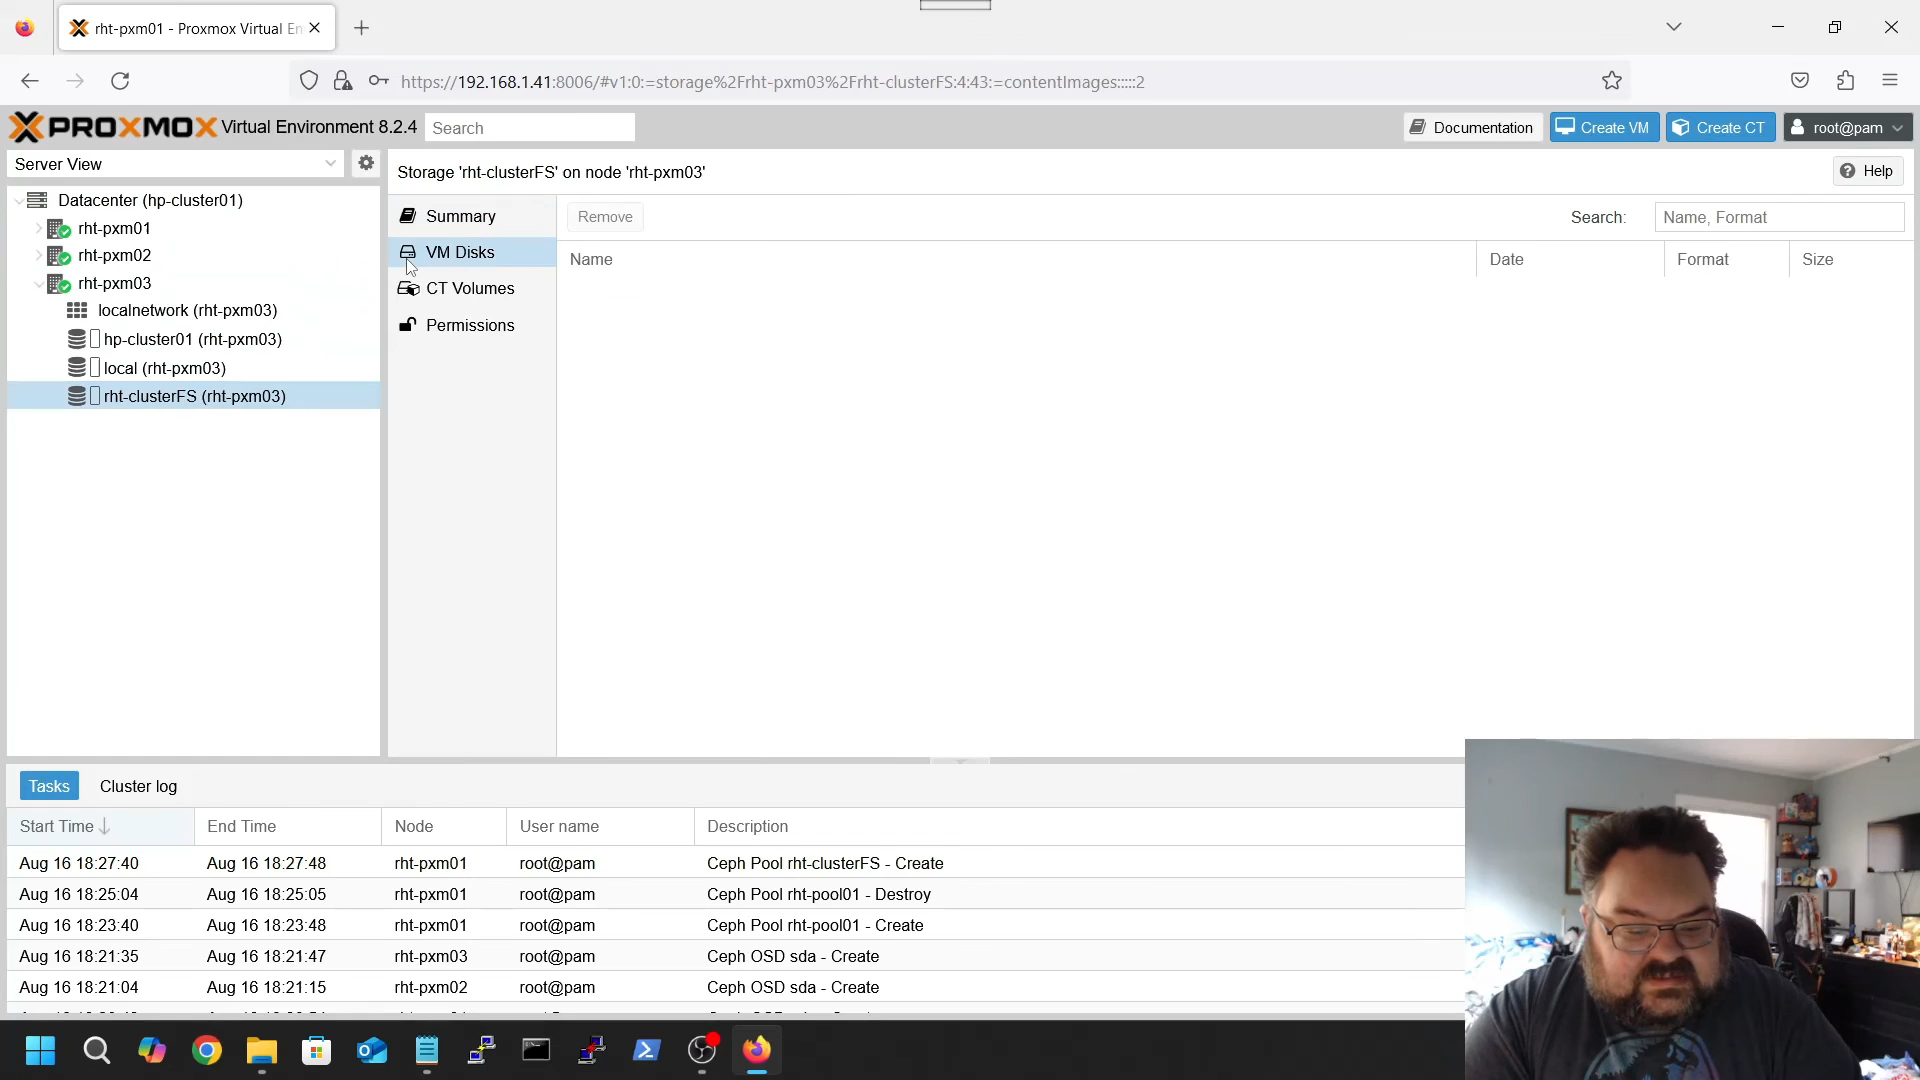 rht-pxm01 - Proxmox Virtual En
https://192.168.1.41:8006/#v1:0:=storage%2Frht-pxm03%2Frht-clusterFS:4:43:=contentImages:::::2
PROXMOX Virtual Environment 8.2.4 Search Documentation Create VM Create CT root@pam
Server View
Storage 'rht-clusterFS' on node 'rht-pxm03' Help
Datacenter (hp-cluster01)
rht-pxm01
rht-pxm02
rht-pxm03
localnetwork (rht-pxm03)
hp-cluster01 (rht-pxm03)
local (rht-pxm03)
rht-clusterFS (rht-pxm03)
Summary
VM Disks
CT Volumes
Permissions
Remove Search: Name, Format
Name Date Format Size
Tasks Cluster log
Start Time End Time Node User name Description
Aug 16 18:27:40 Aug 16 18:27:48 rht-pxm01 root@pam Ceph Pool rht-clusterFS - Create
Aug 16 18:25:04 Aug 16 18:25:05 rht-pxm01 root@pam Ceph Pool rht-pool01 - Destroy
Aug 16 18:23:40 Aug 16 18:23:48 rht-pxm01 root@pam Ceph Pool rht-pool01 - Create
Aug 16 18:21:35 Aug 16 18:21:47 rht-pxm03 root@pam Ceph OSD sda - Create
Aug 16 18:21:04 Aug 16 18:21:15 rht-pxm02 root@pam Ceph OSD sda - Create